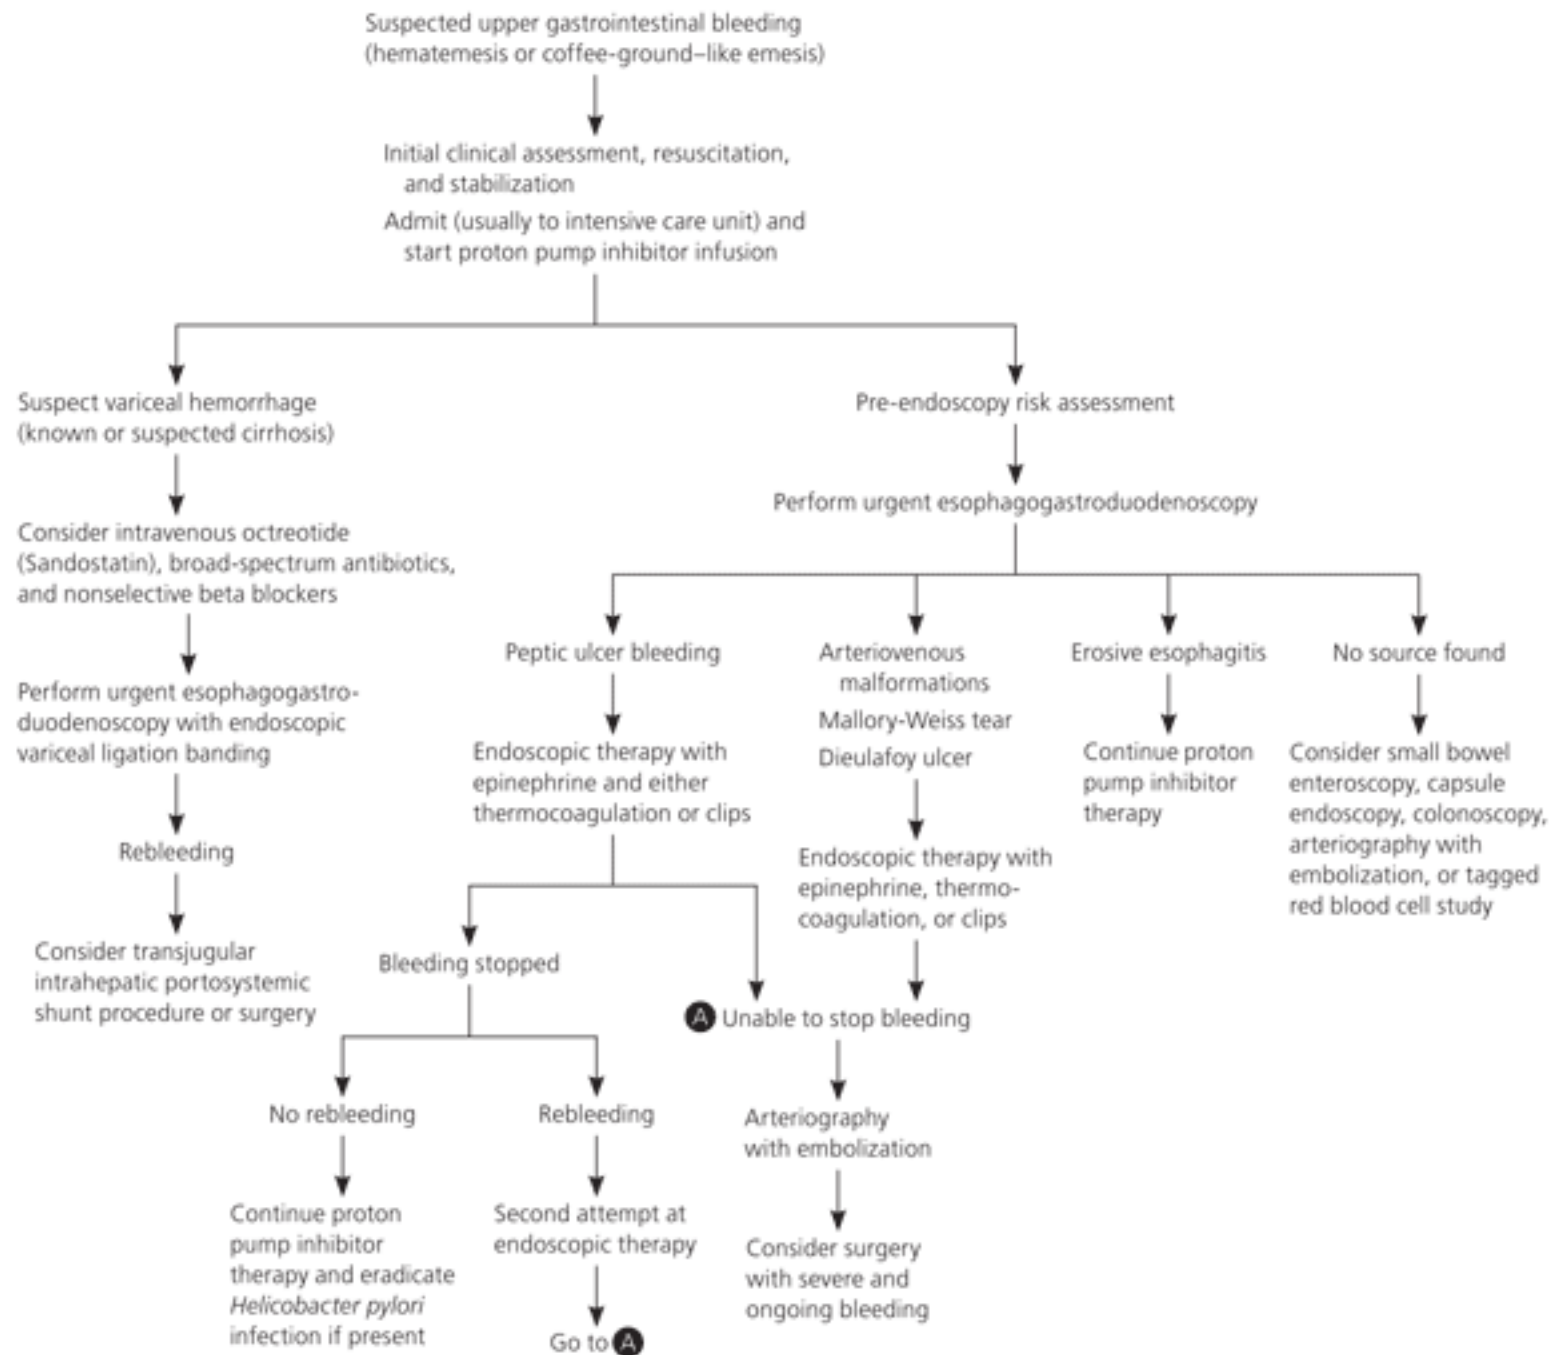 Suspected upper gastrointestinal bleeding
(hematemesis or coffee-ground–like emesis)
Initial clinical assessment, resuscitation,
and stabilization
Admit (usually to intensive care unit) and
start proton pump inhibitor infusion
Suspect variceal hemorrhage
(known or suspected cirrhosis)
Consider intravenous octreotide
(Sandostatin), broad-spectrum antibiotics,
and nonselective beta blockers
Perform urgent esophagogastro-
duodenoscopy with endoscopic
variceal ligation banding
Rebleeding
Consider transjugular
intrahepatic portosystemic
shunt procedure or surgery
Pre-endoscopy risk assessment
Perform urgent esophagogastroduodenoscopy
Peptic ulcer bleeding
Endoscopic therapy with
epinephrine and either
thermocoagulation or clips
Bleeding stopped
No rebleeding
Continue proton
pump inhibitor
therapy and eradicate
Helicobacter pylori
infection if present
Rebleeding
Second attempt at
endoscopic therapy
Go to A
Arteriovenous
malformations
Mallory-Weiss tear
Dieulafoy ulcer
Endoscopic therapy with
epinephrine, thermo-
coagulation, or clips
A Unable to stop bleeding
Arteriography
with embolization
Consider surgery
with severe and
ongoing bleeding
Erosive esophagitis
Continue proton
pump inhibitor
therapy
No source found
Consider small bowel
enteroscopy, capsule
endoscopy, colonoscopy,
arteriography with
embolization, or tagged
red blood cell study